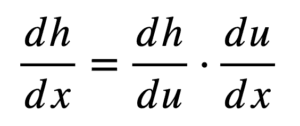 dh/dx = dh/du · du/dx